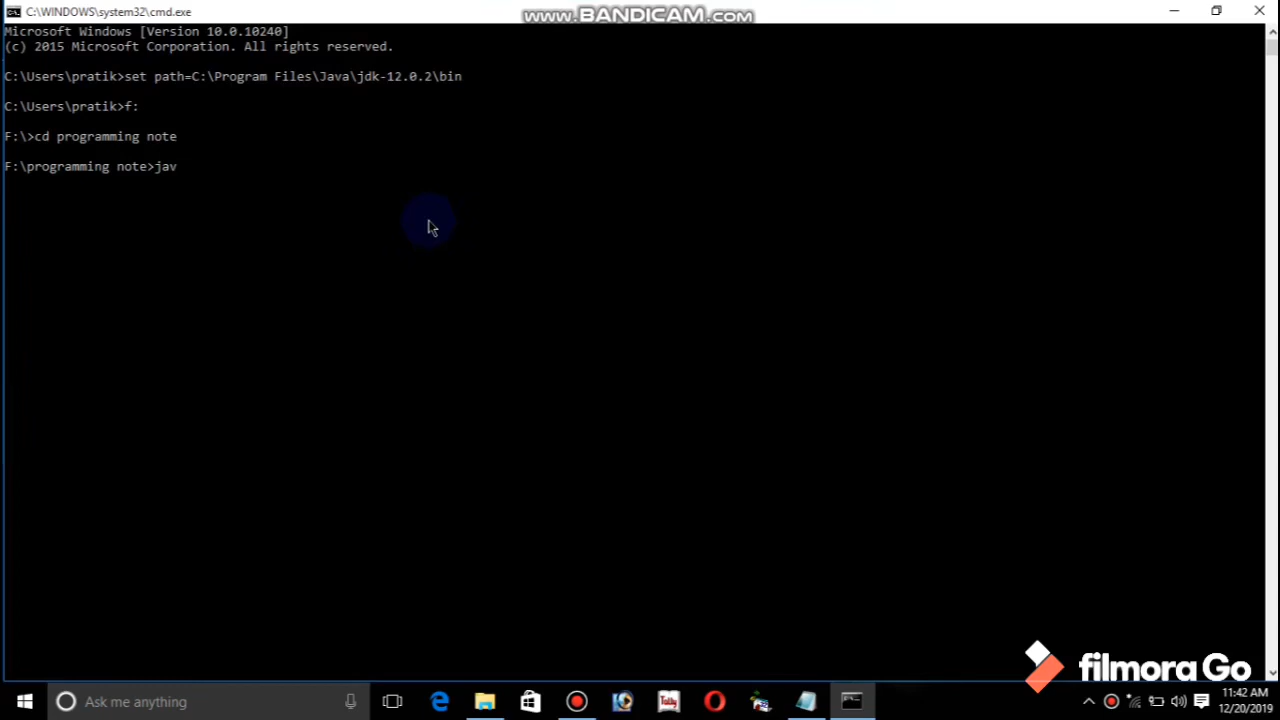 C:\WINDOWS\system32\cmd.exe
www.BANDICAM.com
Microsoft Windows [Version 10.0.10240]
(c) 2015 Microsoft Corporation. All rights reserved.
C:\Users\pratik>set path=C:\Program Files\Java\jdk-12.0.2\bin
C:\Users\pratik>f:
F:\>cd programming note
F:\programming note>jav
filmora Go
Ask me anything
Tally
11:42 AM
12/20/2019